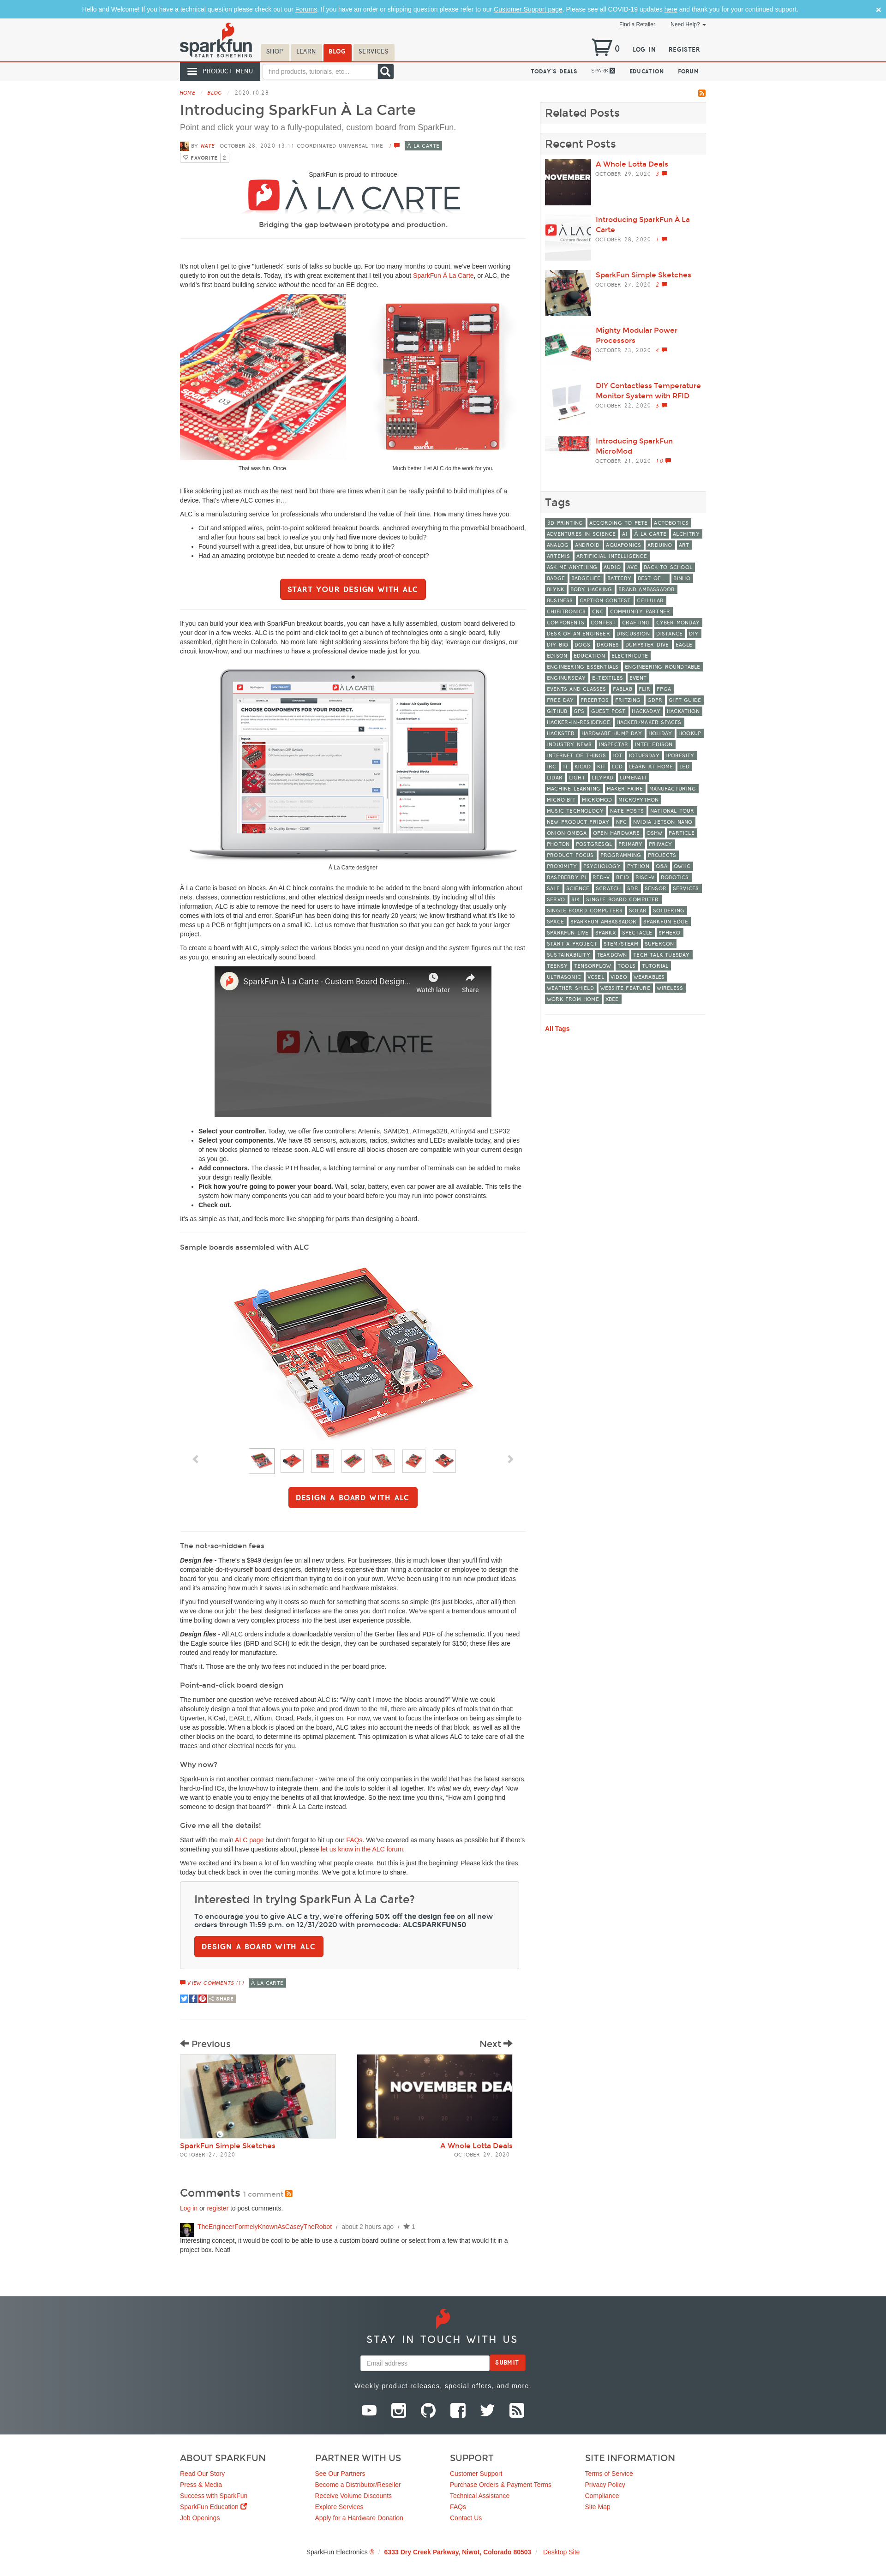 Hello and Welcome! If you have a technical question please check out our Forums. If you have an order or shipping question please refer to our Customer Support page. Please see all COVID-19 updates here and thank you for your continued support.
×
Find a Retailer
Need Help?
sparkfun
START SOMETHING
SHOP
LEARN
BLOG
SERVICES
0
LOG IN
REGISTER
PRODUCT MENU
find products, tutorials, etc...
TODAY'S DEALS
SPARK X
EDUCATION
FORUM
HOME / BLOG / 2020.10.28
Introducing SparkFun À La Carte
Point and click your way to a fully-populated, custom board from SparkFun.
BY NATE OCTOBER 28, 2020 13:11 COORDINATED UNIVERSAL TIME 1 À LA CARTE
FAVORITE 2
SparkFun is proud to introduce
À LA CARTE
Bridging the gap between prototype and production.
It's not often I get to give "turtleneck" sorts of talks so buckle up. For too many months to count, we've been working
quietly to iron out the details. Today, it's with great excitement that I tell you about SparkFun À La Carte, or ALC, the
world's first board building service without the need for an EE degree.
That was fun. Once.
Much better. Let ALC do the work for you.
I like soldering just as much as the next nerd but there are times when it can be really painful to build multiples of a
device. That's where ALC comes in...
ALC is a manufacturing service for professionals short on time. How many times have you:
• Cut and stripped wires, point-to-point soldered breakout boards, anchored everything to the proverbial breadboard,
and after four hours wiring everything up, you had a working solution only to realize you now had five more devices to build?
• Found yourself with a great idea, but unsure of how to bring it to life?
• Had an amazing prototype but needed to create a more ready proof-of-concept?
START YOUR DESIGN WITH ALC
If you can build your idea with SparkFun breakout boards, you can have a fully assembled, custom board delivered to
your door in a few weeks. ALC is the point-and-click tool to get a bunch of technologies onto a single board, fully
assembled, right here in Colorado. No more late night soldering sessions before the big day; leverage our designs, our
circuit know-how, and our inventory to have a more professional device made just for you.
À LA CARTE
CHOOSE COMPONENTS FOR YOUR PROJECT:
À La Carte designer
À La Carte is based on blocks. An ALC block contains the module to be added to the board as well as any capacitors, resistors,
other electrical design needs and constraints. By including all of this information, ALC is able to remove much of the tedium
know-how to use them together.
circuit knowledge normally required to build electronics. I've been at this for nearly 20 years and yet somehow I still manage to
mess up a PCB or fight jumpers on a small IC. That's what we want to eliminate: the barrier to getting your own
project.
To create a board with ALC, simply select the various blocks you need on your design and the system figures out the rest
as you go, ensuring an electrically sound design.
SparkFun À La Carte - Custom Board Design...
Watch later
Share
• Select your controller. Today, we offer five controllers: Artemis, SAMD51, ATmega328, ATtiny84 and ESP32
• Select your components. We have 85 sensors, actuators, radios, switches and LEDs available today, and piles
of new blocks planned to release soon. ALC will ensure all blocks chosen are compatible with your current design
as you go.
• Add connectors. The classic PTH header, a latching terminal or any number of terminals can be added to make
your design really flexible.
• Pick how you're going to power your board. Wall, solar, battery, even car power are all available. This tells the
system how many components you can add to your board before you may run into power constraints.
• Check out.
It's as simple as that, and feels more like shopping for parts than designing a board.
Sample boards assembled with ALC
DESIGN A BOARD WITH ALC
The not-so-hidden fees
Design fee - There's a $949 design fee on all new orders. For businesses, this is much lower than you'll find with
comparable do-it-yourself board designers, definitely less expensive than hiring a contractor or employee to design the
board for you, and clearly more efficient than trying to do it on your own. We've been using it to run new product ideas
and it's amazing how much it saves us in schematic and hardware mistakes.
If you find yourself wondering why it costs so much for something that seems so simple (it's just blocks, after all!) then
we've done our job! The best designed interfaces are the ones you don't notice. We've spent a tremendous amount of
time boiling down a very complex process into the best user experience possible.
Design files - All ALC orders include a downloadable version of the Gerber files and PDF of the schematic. If you need
the Eagle source files (BRD and SCH) to edit the design, they can be purchased separately for $150; these files are
routed and ready for manufacture.
That's it. Those are the only two fees not included in the per board price.
Point-and-click board design
The number one question we've received about ALC is: "Why can't I move the blocks around?" While we could
absolutely design a tool that allows you to poke and prod down to the mil, there are already piles of tools that do that:
Upverter, KiCad, EAGLE, Altium, Orcad, Pads, it goes on. For now, we want to focus the interface on being as simple to
use as possible. When a block is placed on the board, ALC takes into account the needs of that block, as well as all the
other blocks on the board, to determine its optimal placement. This optimization is what allows ALC to take care of all the
traces and other electrical needs for you.
Why now?
SparkFun is not another contract manufacturer - we're one of the only companies in the world that has the latest sensors,
hard-to-find ICs, the know-how to integrate them, and the tools to solder it all together. It's what we do, every day! Now
we want to enable you to enjoy the benefits of all that knowledge. So the next time you think, "How am I going find
someone to design that board?" - think À La Carte instead.
Give me all the details!
Start with the main ALC page but don't forget to hit up our FAQs. We've covered as many bases as possible but if there's
something you still have questions about, please let us know in the ALC forum.
We're excited and it's been a lot of fun watching what people create. But this is just the beginning! Please kick the tires
today but check back in over the coming months. We've got a lot more to share.
Interested in trying SparkFun À La Carte?
To encourage you to give ALC a try, we're offering 50% off the design fee on all new
orders through 11:59 p.m. on 12/31/2020 with promocode: ALCSPARKFUN50
DESIGN A BOARD WITH ALC
VIEW COMMENTS (1) À LA CARTE
SHARE
Previous
Next
NOVEMBER DEA
SparkFun Simple Sketches
OCTOBER 27, 2020
A Whole Lotta Deals
OCTOBER 29, 2020
Comments 1 comment
Log in or register to post comments.
TheEngineerFormelyKnownAsCaseyTheRobot / about 2 hours ago / 1
Interesting concept, it would be cool to be able to use a custom board outline or select from a few that would fit in a
project box. Neat!
Related Posts
Recent Posts
NOVEMBER
A Whole Lotta Deals
OCTOBER 29, 2020 3
Introducing SparkFun À La
Carte
OCTOBER 28, 2020 1
SparkFun Simple Sketches
OCTOBER 27, 2020 2
Mighty Modular Power
Processors
OCTOBER 23, 2020 4
DIY Contactless Temperature
Monitor System with RFID
OCTOBER 22, 2020 5
Introducing SparkFun
MicroMod
OCTOBER 21, 2020 10
Tags
3D PRINTING ACCORDING TO PETE ACTOBOTICS
ADVENTURES IN SCIENCE AI À LA CARTE ALCHITRY
ANALOG ANDROID AQUAPONICS ARDUINO ART
ARTEMIS ARTIFICIAL INTELLIGENCE
ASK ME ANYTHING AUDIO AVC BACK TO SCHOOL
BADGE BADGELIFE BATTERY BEST OF... BINHO
BLYNK BODY HACKING BRAND AMBASSADOR
BUSINESS CAPTION CONTEST CELLULAR
CHIBITRONICS CNC COMMUNITY PARTNER
COMPONENTS CONTEST CRAFTING CYBER MONDAY
DESK OF AN ENGINEER DISCUSSION DISTANCE DIY
DIY BIO DOGS DRONES DUMPSTER DIVE EAGLE
EDISON EDUCATION ELECTRICUTE
ENGINEERING ESSENTIALS ENGINEERING ROUNDTABLE
ENGINURSDAY E-TEXTILES EVENT
EVENTS AND CLASSES FABLAB FLIR FPGA
FREE DAY FREERTOS FRITZING GDPR GIFT GUIDE
GITHUB GPS GUEST POST HACKADAY HACKATHON
HACKER-IN-RESIDENCE HACKER/MAKER SPACES
HACKSTER HARDWARE HUMP DAY HOLIDAY HOOKUP
INDUSTRY NEWS INSPECTAR INTEL EDISON
INTERNET OF THINGS IOT IOTUESDAY IPOBESITY
IRC IT KICAD KIT LCD LEARN AT HOME LED
LIDAR LIGHT LILYPAD LUMENATI
MACHINE LEARNING MAKER FAIRE MANUFACTURING
MICRO:BIT MICROMOD MICROPYTHON
MUSIC TECHNOLOGY NATE POSTS NATIONAL TOUR
NEW PRODUCT FRIDAY NFC NVIDIA JETSON NANO
ONION OMEGA OPEN HARDWARE OSHW PARTICLE
PHOTON POSTGRESQL PRIMARY PRIVACY
PRODUCT FOCUS PROGRAMMING PROJECTS
PROXIMITY PSYCHOLOGY PYTHON Q&A QWIIC
RASPBERRY PI RED-V RFID RISC-V ROBOTICS
SALE SCIENCE SCRATCH SDR SENSOR SERVICES
SERVO SIK SINGLE BOARD COMPUTER
SINGLE BOARD COMPUTERS SOLAR SOLDERING
SPACE SPARKFUN AMBASSADOR SPARKFUN EDGE
SPARKFUN LIVE SPARKX SPECTACLE SPHERO
START A PROJECT STEM/STEAM SUPERCON
SUSTAINABILITY TEARDOWN TECH TALK TUESDAY
TEENSY TENSORFLOW TOOLS TUTORIAL
ULTRASONIC VCSEL VIDEO WEARABLES
WEATHER SHIELD WEBSITE FEATURE WIRELESS
WORK FROM HOME XBEE
All Tags
STAY IN TOUCH WITH US
Email address
SUBMIT
Weekly product releases, special offers, and more.
ABOUT SPARKFUN
Read Our Story
Press & Media
Success with SparkFun
SparkFun Education
Job Openings
PARTNER WITH US
See Our Partners
Become a Distributor/Reseller
Receive Volume Discounts
Explore Services
Apply for a Hardware Donation
SUPPORT
Customer Support
Purchase Orders & Payment Terms
Technical Assistance
FAQs
Contact Us
SITE INFORMATION
Terms of Service
Privacy Policy
Compliance
Site Map
SparkFun Electronics ® / 6333 Dry Creek Parkway, Niwot, Colorado 80503 / Desktop Site